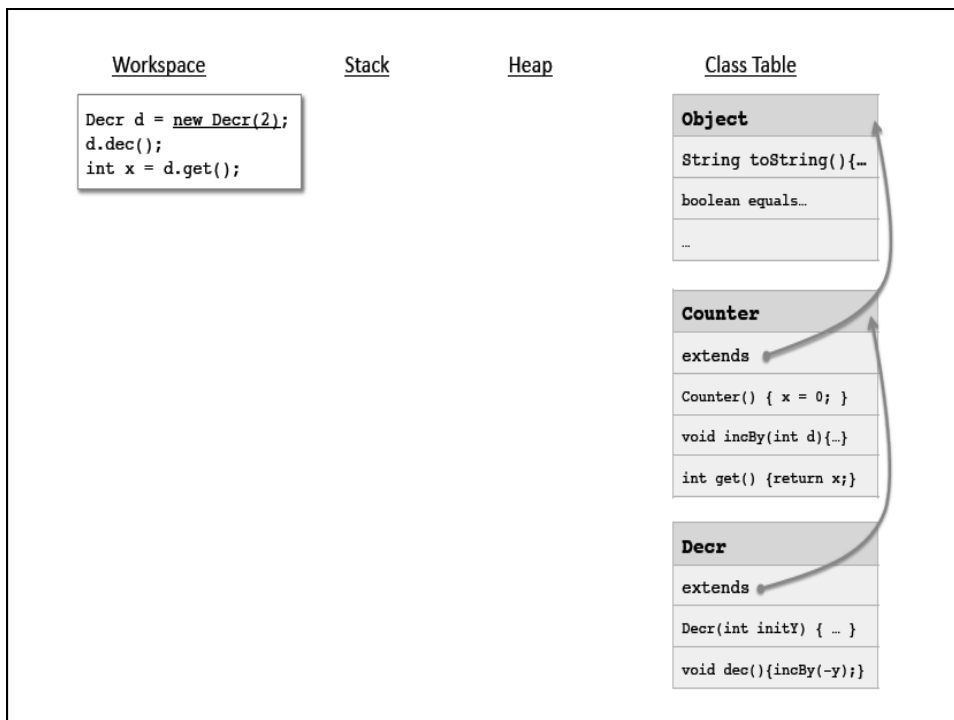 Workspace
Stack
Heap
Class Table
Decr d = new Decr(2);
d.dec();
int x = d.get();
Object
String toString(){…
boolean equals…
…
Counter
extends
Counter() { x = 0; }
void incBy(int d){…}
int get() {return x;}
Decr
extends
Decr(int initY) { … }
void dec(){incBy(-y);}